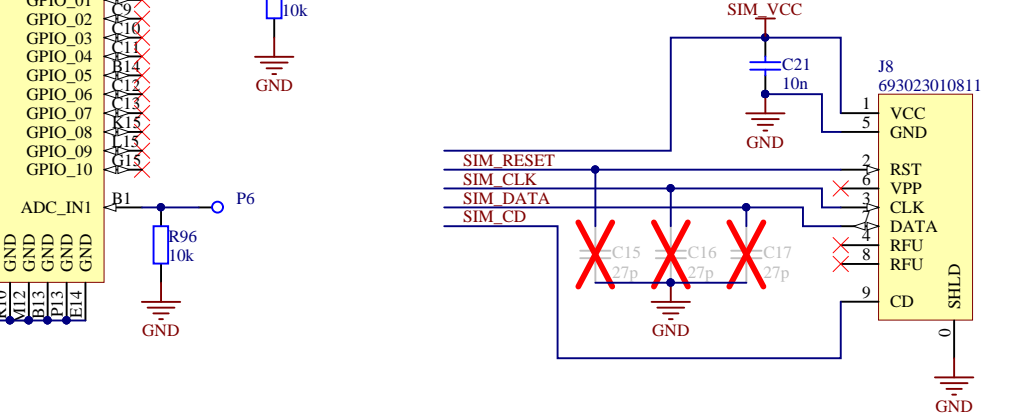 GPIO_01
GPIO_02
GPIO_03
GPIO_04
GPIO_05
GPIO_06
GPIO_07
GPIO_08
GPIO_09
GPIO_10
C9
C10
C11
B14
C12
C13
K15
L15
G15
ADC_IN1
B1
P6
R96
10k
GND
GND
GND
GND
GND
GND
M12
B13
P13
E14
10k
GND
SIM_VCC
C21
10n
GND
SIM_RESET
SIM_CLK
SIM_DATA
SIM_CD
C15
27p
C16
27p
C17
27p
GND
J8
693023010811
1 VCC
5 GND
2 RST
6 VPP
3 CLK
7 DATA
4 RFU
8 RFU
9 CD
SHLD
0
GND